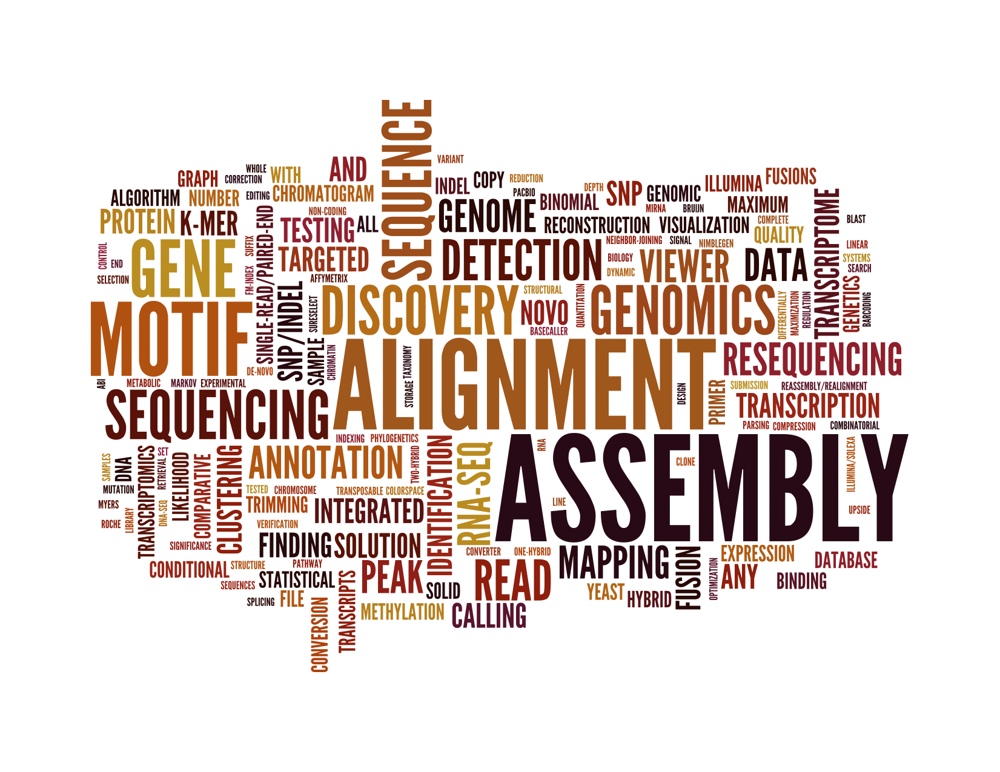 SEQUENCE
VARIANT
WHOLE
WITH
AND
GRAPH
CORRECTION
INDEL
COPY
REDUCTION
DEPTH
SNP
GENOMIC
ILLUMINA
FUSIONS
ALGORITHM
NUMBER
EDITING
CHROMATOGRAM
PACBIO
BINOMIAL
MIRNA
BRUIJN
MAXIMUM
TRANSCRIPTOME
PROTEIN
K-MER
SINGLE-READ/PAIRED-END
NON-CODING
TESTING
ALL
GENOME
RECONSTRUCTION
VISUALIZATION
COMPLETE
QUALITY
BLAST
CONTROL
END
SELECTION
GENE
SUFFIX
FM-INDEX
TARGETED
AFFYMETRIX
DETECTION
NEIGHBOR-JOINING
SIGNAL
NIMBLEGEN
BIOLOGY
DYNAMIC
VIEWER
DATA
LINEAR
SYSTEMS
SEARCH
GENETICS
BARCODING
MOTIF
SNP/INDEL
SURESELECT
DISCOVERY
STRUCTURAL
NOVO
BASECALLER
QUANTITATION
GENOMICS
DIFFERENTIALLY
MAXIMIZATION
REGULATION
DE-NOVO
SAMPLE
CHROMATIN
ALIGNMENT
TAXONOMY
STORAGE
DESIGN
PRIMER
RESEQUENCING
SUBMISSION
REASSEMBLY/REALIGNMENT
TRANSCRIPTION
PARSING
COMPRESSION
COMBINATORIAL
ABI
METABOLIC
MARKOV
EXPERIMENTAL
SEQUENCING
INDEXING
PHYLOGENETICS
ANNOTATION
TWO-HYBRID
IDENTIFICATION
RNA-SEQ
RNA
ASSEMBLY
CLONE
LINE
ILLUMINA/SOLEXA
UPSIDE
SAMPLES
DNA
TRANSCRIPTOMICS
SET
RETRIEVAL
LIKELIHOOD
COMPARATIVE
CLUSTERING
MUTATION
MYERS
ROCHE
LIBRARY
DNA-SEQ
TESTED
CHROMOSOME
TRANSPOSABLE
COLORSPACE
TRIMMING
INTEGRATED
VERIFICATION
SIGNIFICANCE
FINDING
SOLUTION
CONVERTER
ONE-HYBRID
CONDITIONAL
STRUCTURE
PATHWAY
SEQUENCES
STATISTICAL
TRANSCRIPTS
PEAK
SOLID
READ
MAPPING
FUSION
OPTIMIZATION
EXPRESSION
ANY
DATABASE
BINDING
SPLICING
FILE
CONVERSION
METHYLATION
CALLING
YEAST
HYBRID